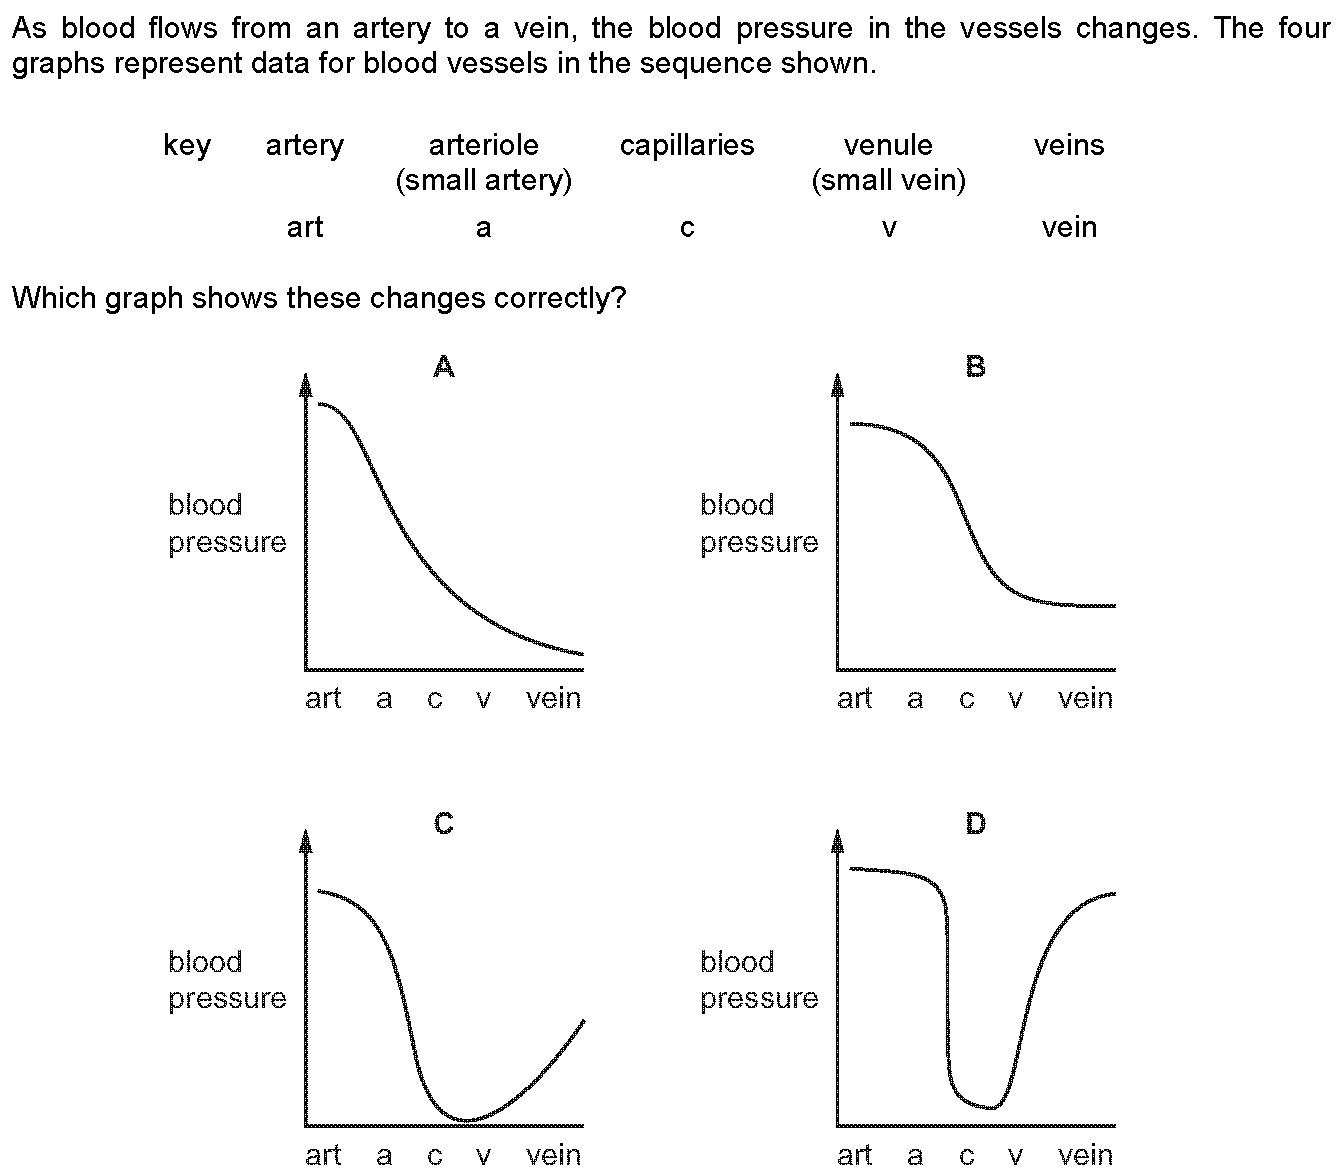 As blood flows from an artery to a vein, the blood pressure in the vessels changes. The four
graphs represent data for blood vessels in the sequence shown.
key artery arteriole capillaries venule veins
(small artery) (small vein)
art a c v vein
Which graph shows these changes correctly?
A
blood
pressure
art a c v vein
B
blood
pressure
art a c v vein
C
blood
pressure
art a c v vein
D
blood
pressure
art a c v vein